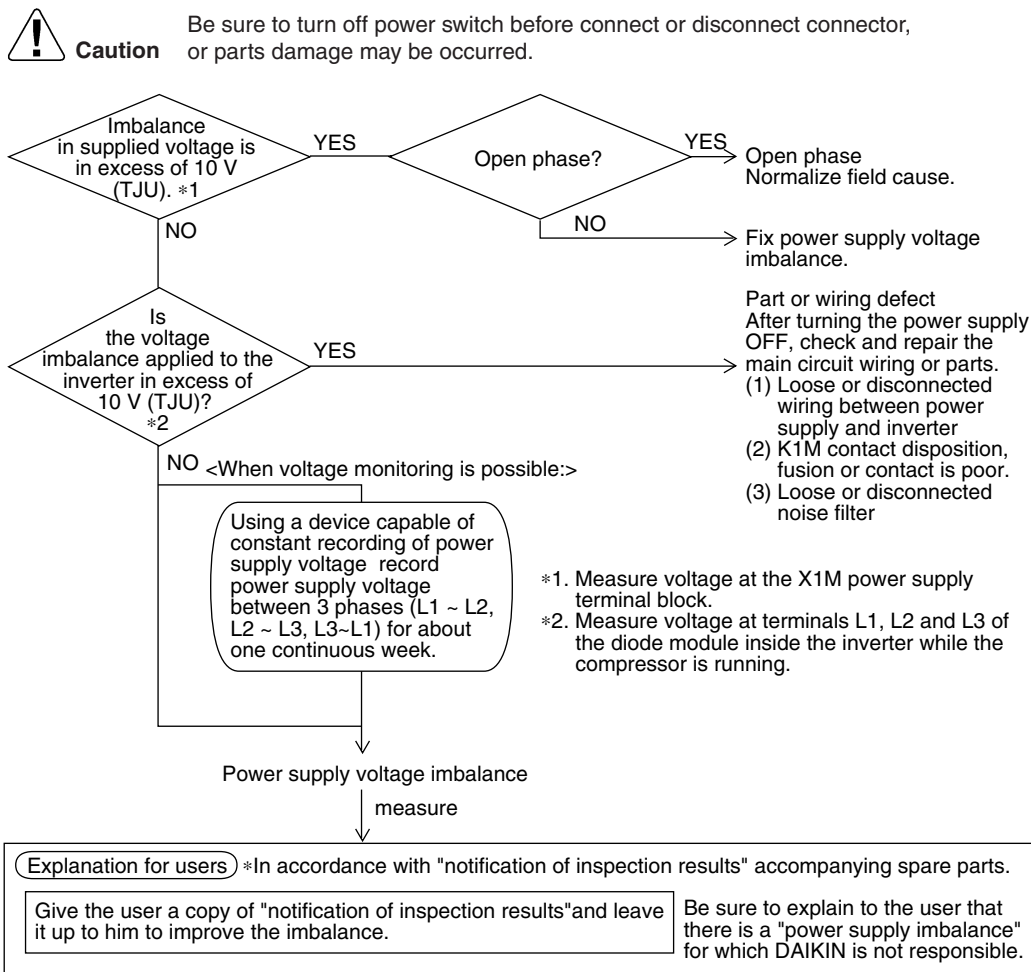 Be sure to turn off power switch before connect or disconnect connector,
Caution or parts damage may be occurred.
Imbalance
in supplied voltage is
in excess of 10 V
(TJU). *1
YES
Open phase?
YES
Open phase
Normalize field cause.
NO
NO
Fix power supply voltage
imbalance.
Is
the voltage
imbalance applied to the
inverter in excess of
10 V (TJU)?
*2
YES
Part or wiring defect
After turning the power supply
OFF, check and repair the
main circuit wiring or parts.
(1) Loose or disconnected
wiring between power
supply and inverter
(2) K1M contact disposition,
fusion or contact is poor.
(3) Loose or disconnected
noise filter
NO <When voltage monitoring is possible:>
Using a device capable of
constant recording of power
supply voltage record
power supply voltage
between 3 phases (L1 ~ L2,
L2 ~ L3, L3~L1) for about
one continuous week.
*1. Measure voltage at the X1M power supply
terminal block.
*2. Measure voltage at terminals L1, L2 and L3 of
the diode module inside the inverter while the
compressor is running.
Power supply voltage imbalance
measure
Explanation for users *In accordance with "notification of inspection results" accompanying spare parts.
Give the user a copy of "notification of inspection results"and leave
it up to him to improve the imbalance.
Be sure to explain to the user that
there is a "power supply imbalance"
for which DAIKIN is not responsible.